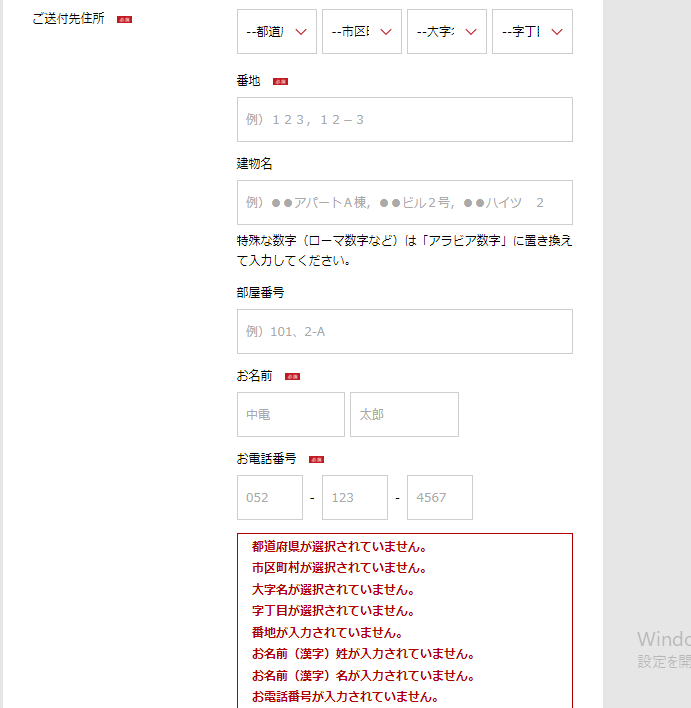 ご送付先住所 必須
--都道府 --市区町 --大字名 --字丁目
番地 必須
例）１２３，１２－３
建物名
例）●●アパートＡ棟，●●ビル２号，●●ハイツ　２
特殊な数字（ローマ数字など）は「アラビア数字」に置き換え
て入力してください。
部屋番号
例）101、2-A
お名前 必須
中電 太郎
お電話番号 必須
052 - 123 - 4567
都道府県が選択されていません。
市区町村が選択されていません。
大字名が選択されていません。
字丁目が選択されていません。
番地が入力されていません。
お名前（漢字）姓が入力されていません。
お名前（漢字）名が入力されていません。
お電話番号が入力されていません。
Windo
設定を開